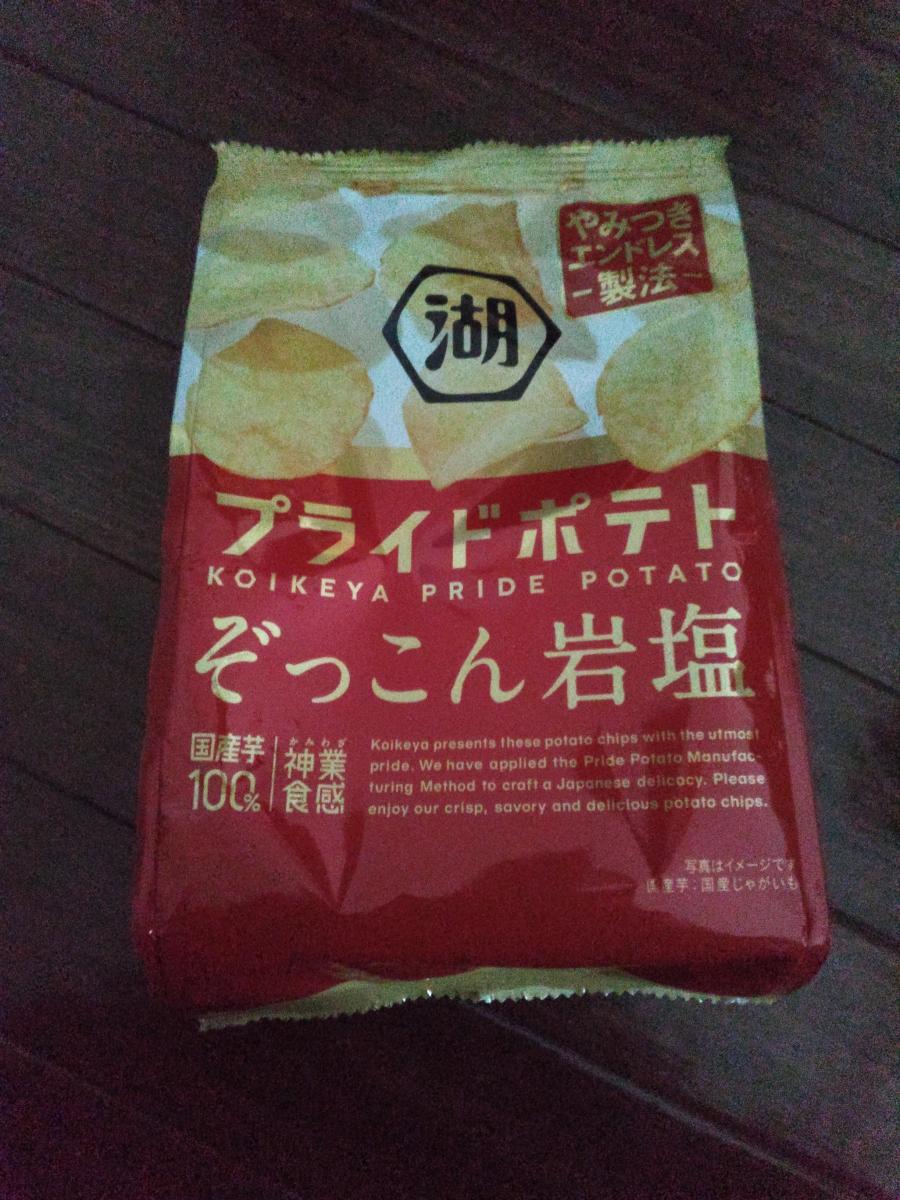 やみつき
エンドレス
-製法-
湖
プライドポテト
KOIKEYA PRIDE POTATO
ぞっこん岩塩
国産芋
100%
かみわざ
神業
食感
Koikeya presents these potato chips with the utmost
pride. We have applied the Pride Potato Manufac-
turing Method to craft a Japanese delicacy. Please
enjoy our crisp, savory and delicious potato chips.
写真はイメージです
国産芋:国産じゃがいも